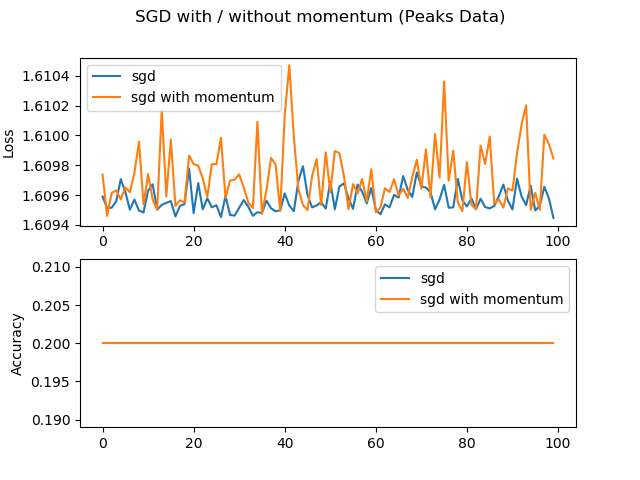 SGD with / without momentum (Peaks Data)
Loss
1.6104
1.6102
1.6100
1.6098
1.6096
1.6094
sgd
sgd with momentum
0 20 40 60 80 100
Accuracy
0.210
0.205
0.200
0.195
0.190
sgd
sgd with momentum
0 20 40 60 80 100